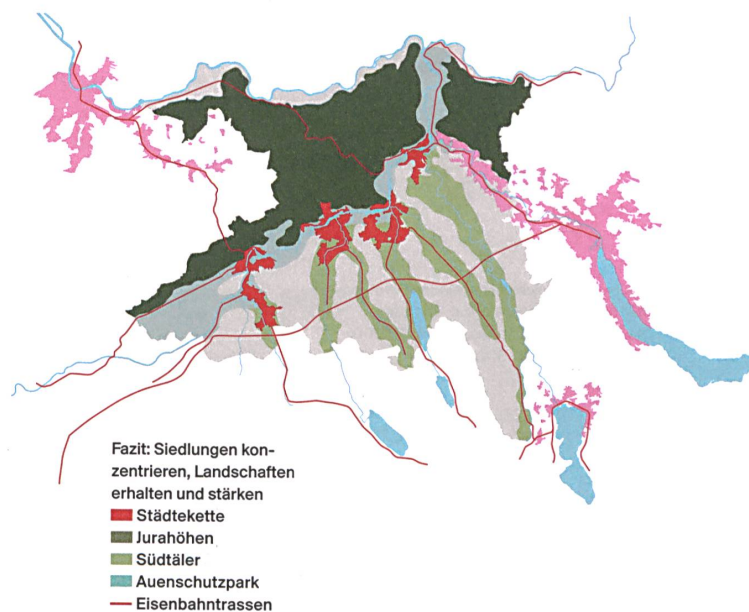 Fazit: Siedlungen kon-
zentrieren, Landschaften
erhalten und stärken
Städtekette
Jurahöhen
Südtäler
Auenschutzpark
Eisenbahntrassen